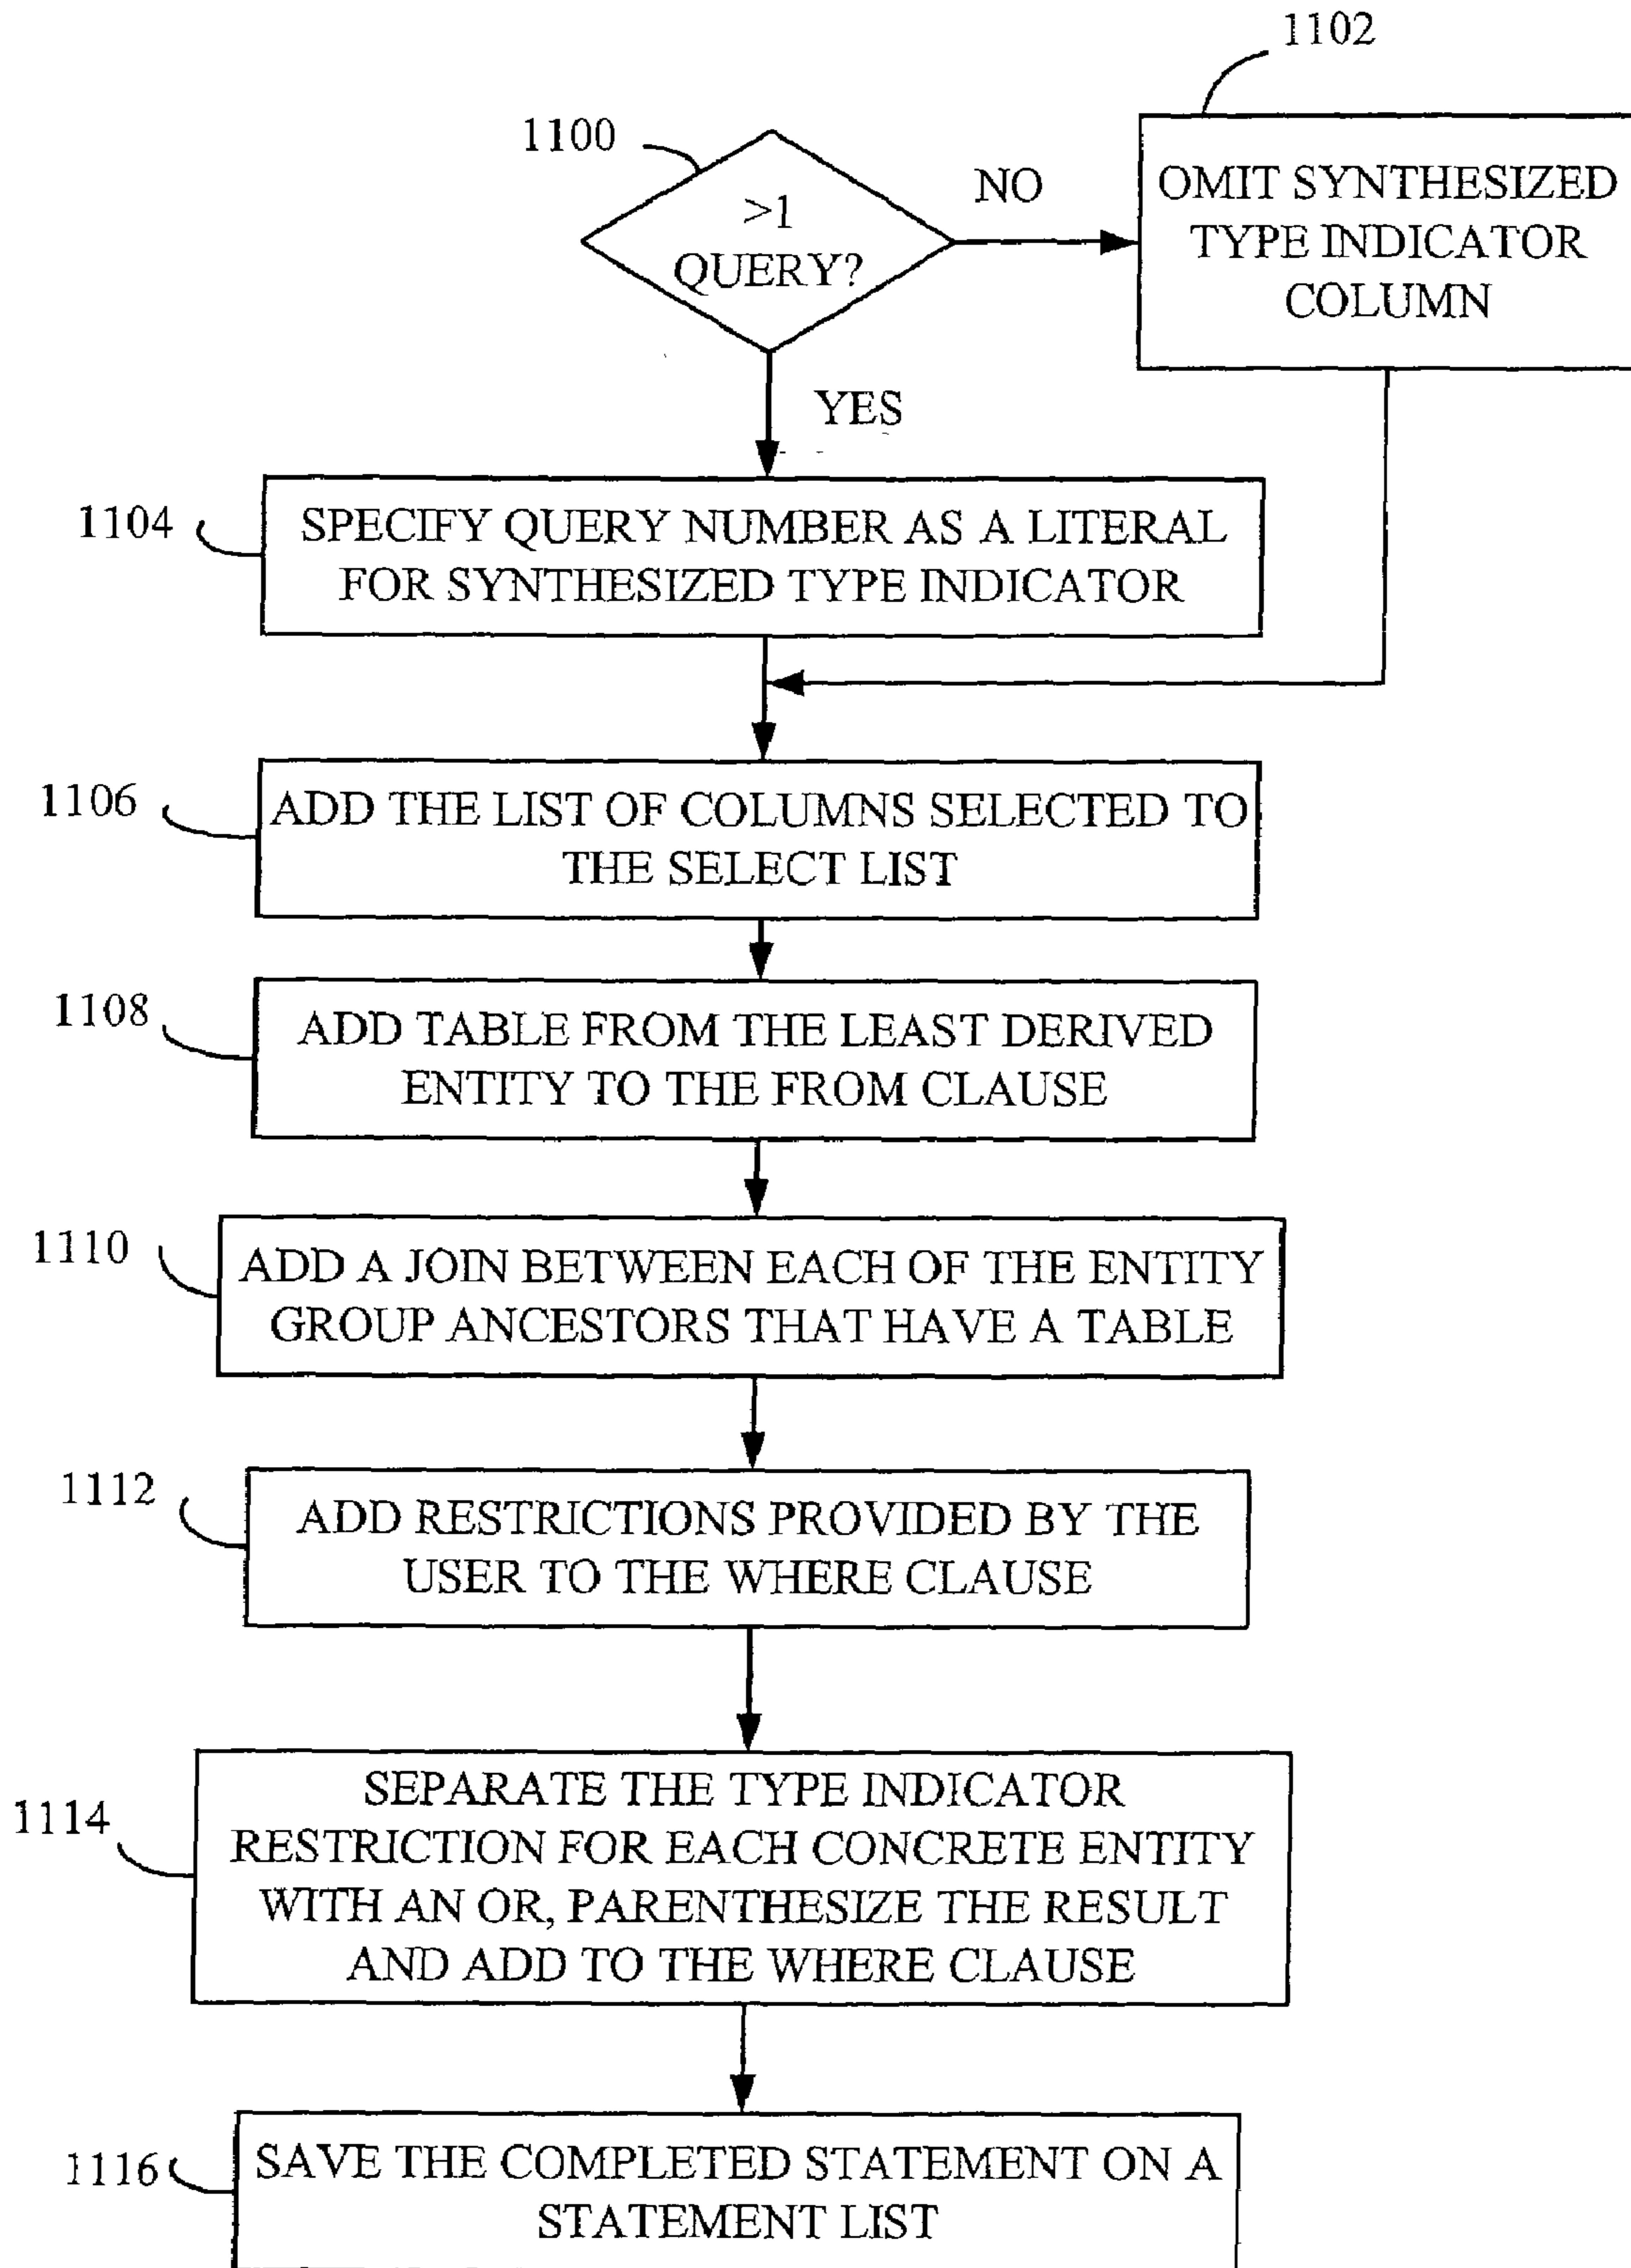 1102
1100
>1
QUERY?
NO
OMIT SYNTHESIZED
TYPE INDICATOR
COLUMN
YES
1104
SPECIFY QUERY NUMBER AS A LITERAL
FOR SYNTHESIZED TYPE INDICATOR
1106
ADD THE LIST OF COLUMNS SELECTED TO
THE SELECT LIST
1108
ADD TABLE FROM THE LEAST DERIVED
ENTITY TO THE FROM CLAUSE
1110
ADD A JOIN BETWEEN EACH OF THE ENTITY
GROUP ANCESTORS THAT HAVE A TABLE
1112
ADD RESTRICTIONS PROVIDED BY THE
USER TO THE WHERE CLAUSE
1114
SEPARATE THE TYPE INDICATOR
RESTRICTION FOR EACH CONCRETE ENTITY
WITH AN OR, PARENTHESIZE THE RESULT
AND ADD TO THE WHERE CLAUSE
1116
SAVE THE COMPLETED STATEMENT ON A
STATEMENT LIST